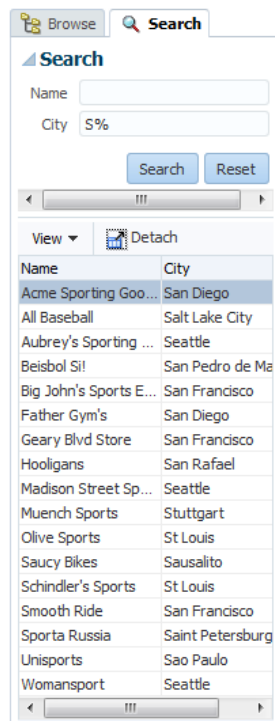 Browse Search
Search
Name
City S%
Search Reset
View Detach
Name City
Acme Sporting Goo... San Diego
All Baseball Salt Lake City
Aubrey's Sporting ... Seattle
Beisbol Si! San Pedro de Ma
Big John's Sports E... San Francisco
Father Gym's San Diego
Geary Blvd Store San Francisco
Hooligans San Rafael
Madison Street Sp... Seattle
Muench Sports Stuttgart
Olive Sports St Louis
Saucy Bikes Sausalito
Schindler's Sports St Louis
Smooth Ride San Francisco
Sporta Russia Saint Petersburg
Unisports Sao Paulo
Womansport Seattle